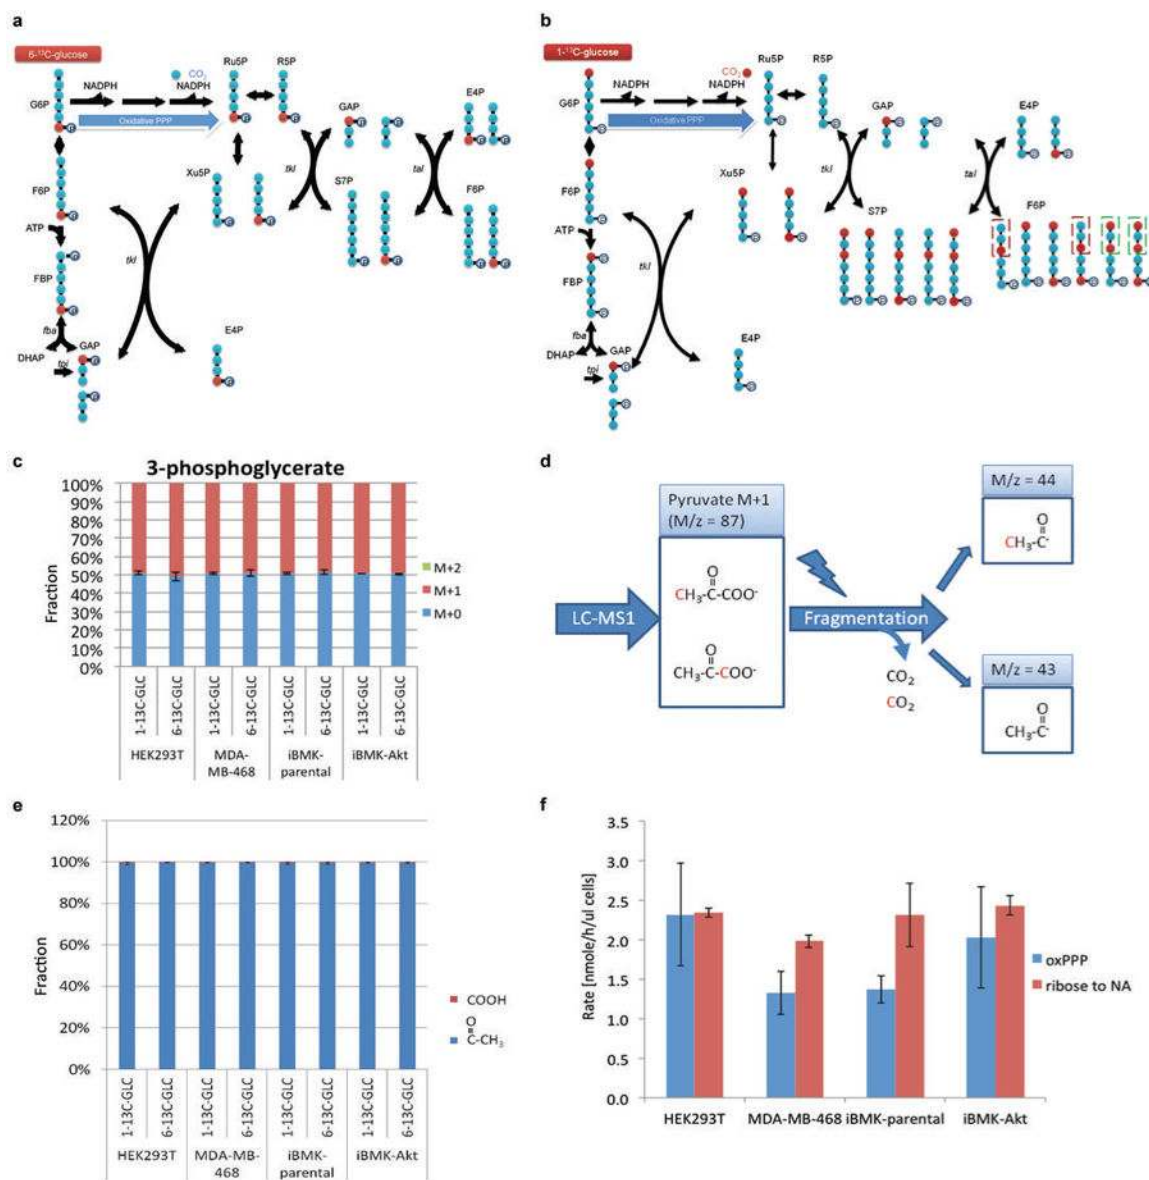 a
6-¹³C-glucose
CO₂
NADPH
NADPH
Ru5P
R5P
G6P
Oxidative PPP
GAP
E4P
Xu5P
tkl
tal
F6P
S7P
F6P
ATP
tkl
FBP
fba
E4P
DHAP
GAP
tpi
b
1-¹³C-glucose
CO₂
NADPH
NADPH
Ru5P
R5P
G6P
Oxidative PPP
GAP
E4P
Xu5P
tkl
tal
F6P
S7P
F6P
ATP
tkl
FBP
fba
E4P
DHAP
GAP
tpi
c
3-phosphoglycerate
100%
90%
80%
70%
60%
50%
40%
30%
20%
10%
0%
Fraction
M+2
M+1
M+0
1-13C-GLC
6-13C-GLC
1-13C-GLC
6-13C-GLC
1-13C-GLC
6-13C-GLC
1-13C-GLC
6-13C-GLC
HEK293T
MDA-
MB-468
iBMK-
parental
iBMK-Akt
d
LC-MS1
Pyruvate M+1
(M/z = 87)
O
CH₃-C-COO⁻
O
CH₃-C-COO⁻
Fragmentation
CO₂
CO₂
M/z = 44
O
CH₃-C⁻
M/z = 43
O
CH₃-C⁻
e
120%
100%
80%
60%
40%
20%
0%
Fraction
COOH
O
C-CH₃
1-13C-GLC
6-13C-GLC
1-13C-GLC
6-13C-GLC
1-13C-GLC
6-13C-GLC
1-13C-GLC
6-13C-GLC
HEK293T
MDA-MB-
468
iBMK-
parental
iBMK-Akt
f
3.5
3.0
2.5
2.0
1.5
1.0
0.5
0.0
Rate [nmole/h/ul cells]
oxPPP
ribose to NA
HEK293T
MDA-MB-468
iBMK-parental
iBMK-Akt